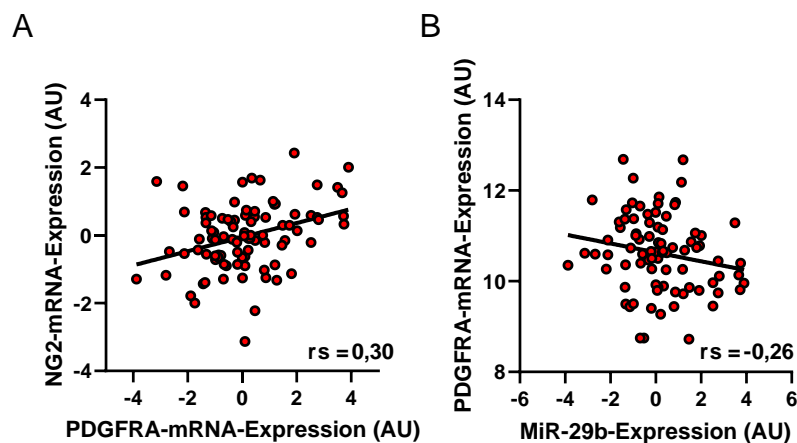 A
NG2-mRNA-Expression (AU)
4
2
0
-2
-4
rs = 0,30
-4
-2
0
2
4
PDGFRA-mRNA-Expression (AU)
B
PDGFRA-mRNA-Expression (AU)
14
12
10
8
rs = -0,26
-6
-4
-2
0
2
4
6
MiR-29b-Expression (AU)